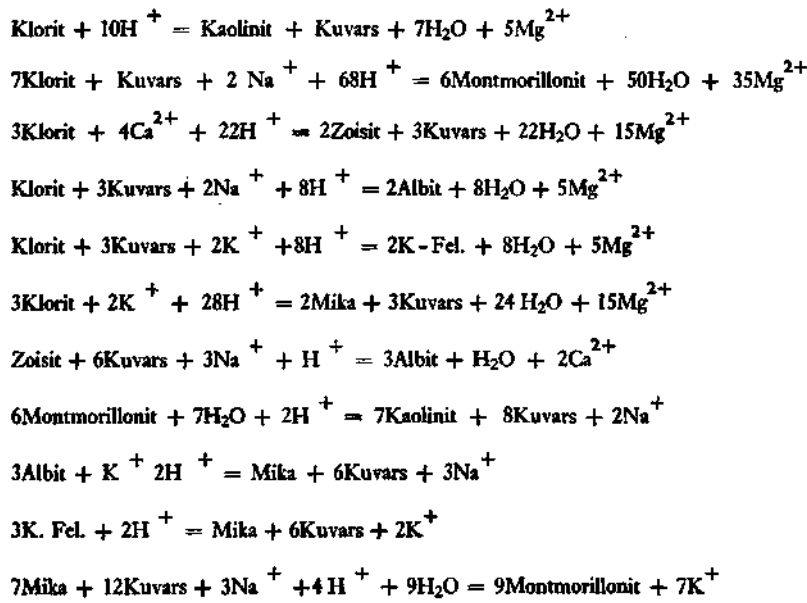 Klorit + 10H⁺ = Kaolinit + Kuvars + 7H₂O + 5Mg²⁺
7Klorit + Kuvars + 2 Na⁺ + 68H⁺ = 6Montmorillonit + 50H₂O + 35Mg²⁺
3Klorit + 4Ca²⁺ + 22H⁺ = 2Zoisit + 3Kuvars + 22H₂O + 15Mg²⁺
Klorit + 3Kuvars + 2Na⁺ + 8H⁺ = 2Albit + 8H₂O + 5Mg²⁺
Klorit + 3Kuvars + 2K⁺ +8H⁺ = 2K-Fel. + 8H₂O + 5Mg²⁺
3Klorit + 2K⁺ + 28H⁺ = 2Mika + 3Kuvars + 24 H₂O + 15Mg²⁺
Zoisit + 6Kuvars + 3Na⁺ + H⁺ = 3Albit + H₂O + 2Ca²⁺
6Montmorillonit + 7H₂O + 2H⁺ = 7Kaolinit + 8Kuvars + 2Na⁺
3Albit + K⁺ 2H⁺ = Mika + 6Kuvars + 3Na⁺
3K. Fel. + 2H⁺ = Mika + 6Kuvars + 2K⁺
7Mika + 12Kuvars + 3Na⁺ +4 H⁺ + 9H₂O = 9Montmorillonit + 7K⁺